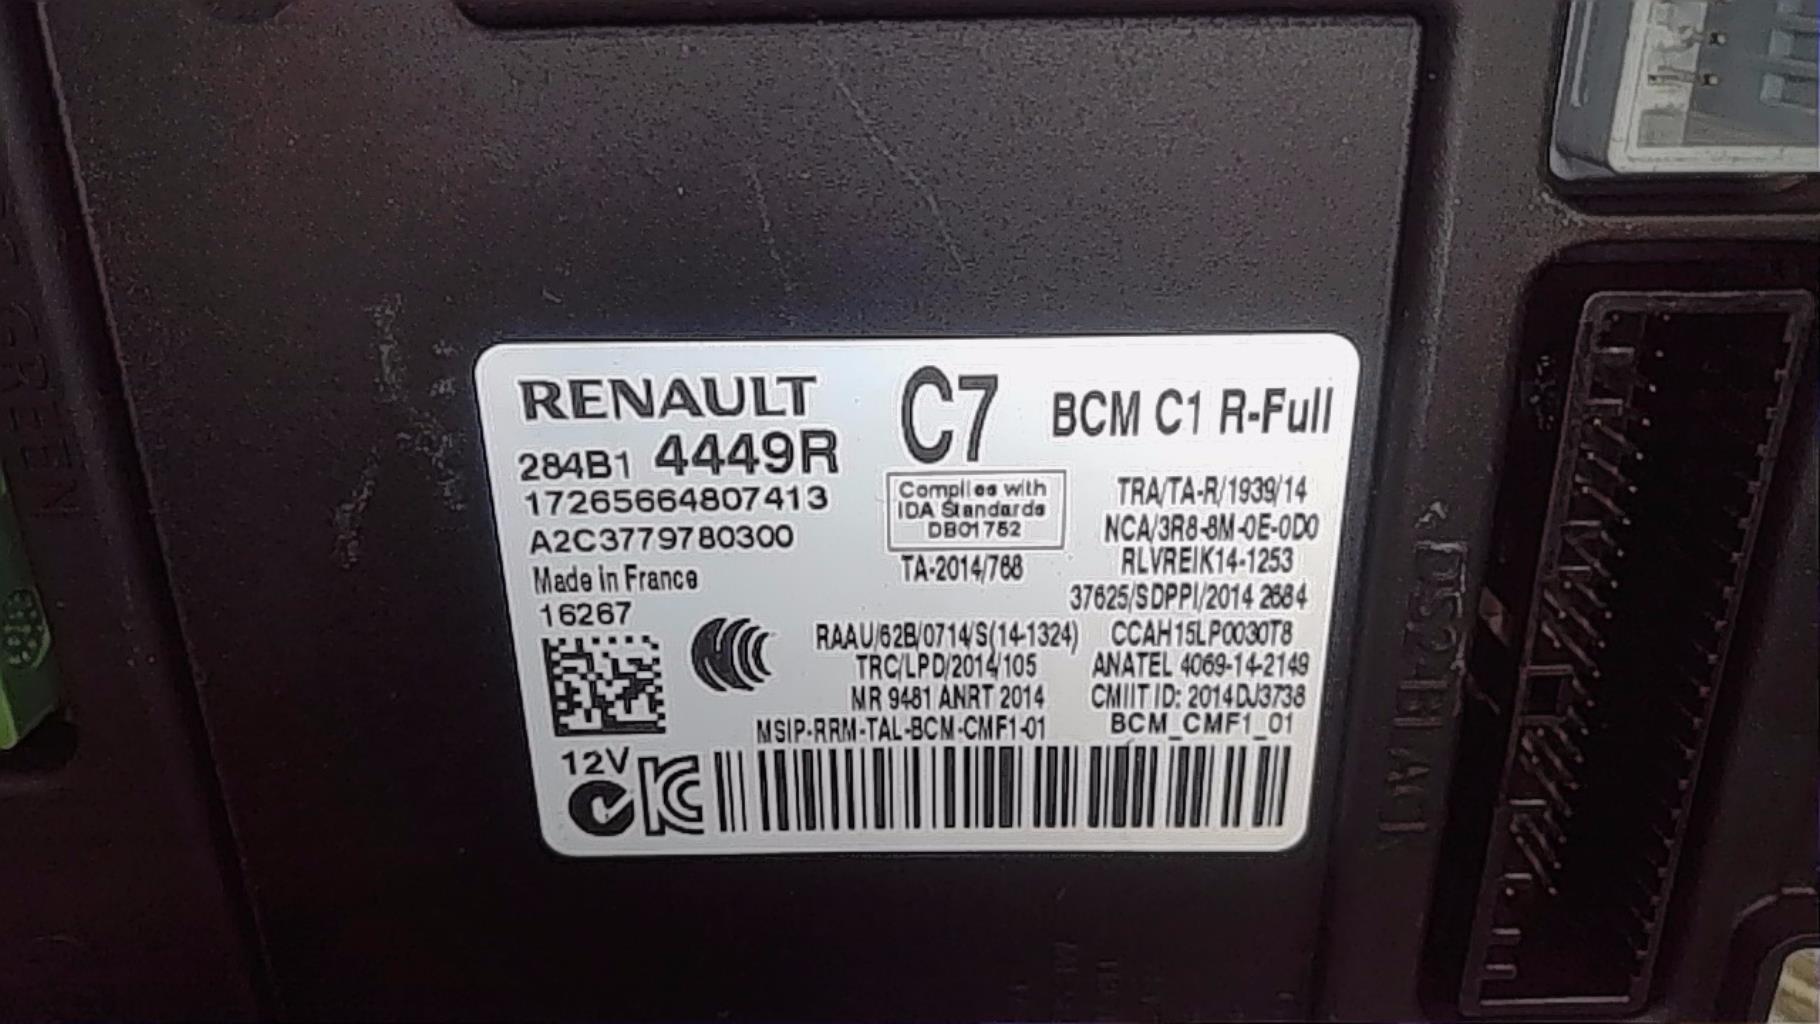 RENAULT
C7
BCM C1 R-Full
284B1 4449R
17265664807413
A2C3779780300
Made in France
16267
Complies with
IDA Standards
DB01752
TA-2014/768
TRA/TA-R/1939/14
NCA/3R8-8M-0E-0D0
RLVREIK14-1253
37625/SDPPI/2014 2684
RAAU/62B/0714/S(14-1324)
CCAH15LP0030T8
TRC/LPD/2014/105
ANATEL 4069-14-2149
MR 9481 ANRT 2014
CMIIT ID: 2014DJ3738
MSIP-RRM-TAL-BCM-CMF1-01
BCM_CMF1_01
12V
GREEN